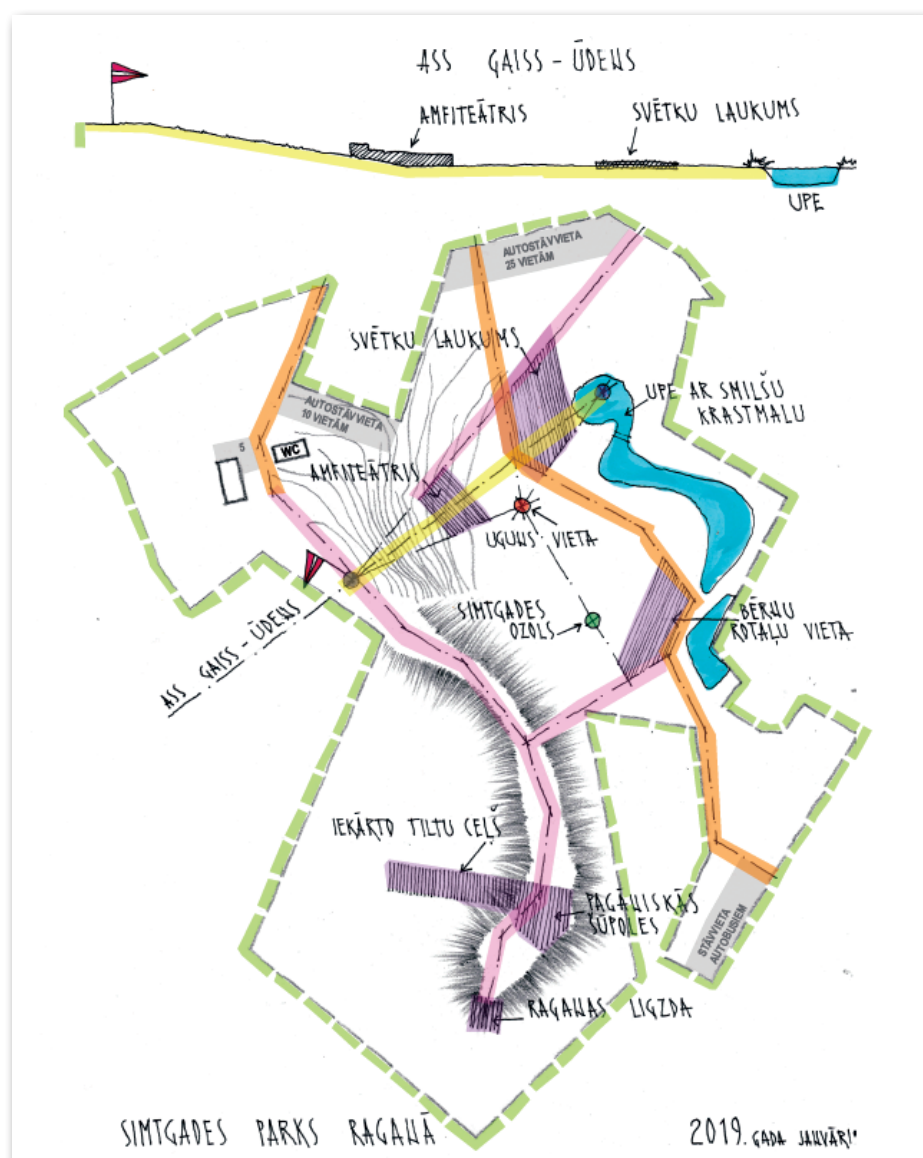 ASS GAISS - ŪDENS
AMFITEĀTRIS
SVĒTKU LAUKUMS
UPE
AUTOSTĀVVIETA
25 VIETĀM
SVĒTKU LAUKUMS
UPE AR SMILŠU
KRASTMALU
AUTOSTĀVVIETA
10 VIETĀM
5
WC
AMFITEĀTRIS
UGUNS VIETA
SIMTGADES
OZOLS
BĒRNU
ROTAĻU VIETA
ASS GAISS - ŪDENS
IEKĀRTO TILTU CEĻŠ
PAGĀNISKĀS
ŠŪPOLES
STĀVVIETA
AUTOBUSIEM
RAGANAS LIGZDA
SIMTGADES PARKS RAGANĀ
2019. GADA JANVĀRĪ